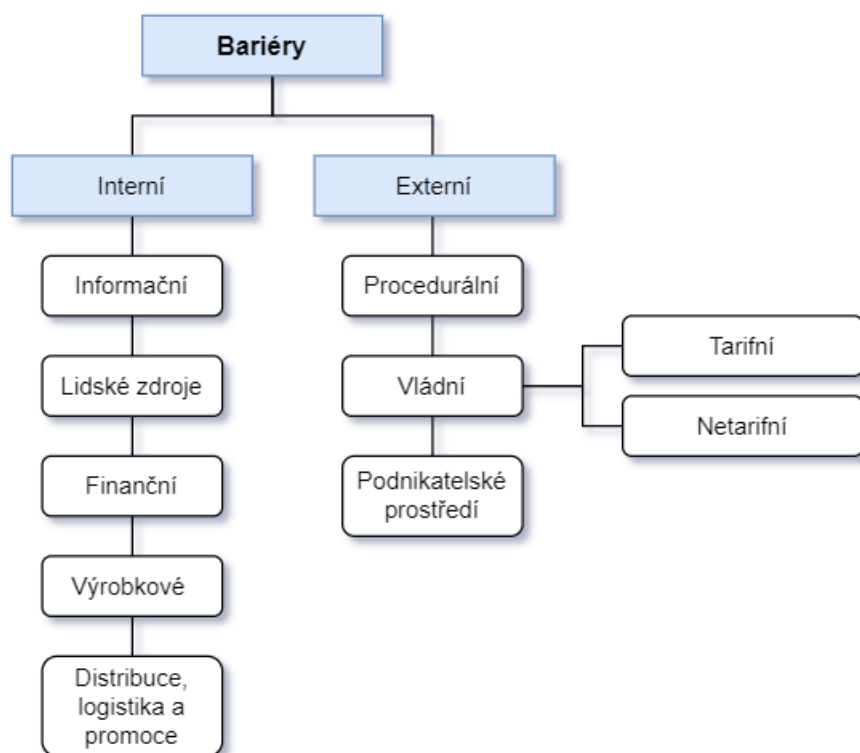 Bariéry
Interní
Externí
Informační
Procedurální
Lidské zdroje
Vládní
Tarifní
Netarifní
Finanční
Podnikatelské
prostředí
Výrobkové
Distribuce,
logistika a
promoce